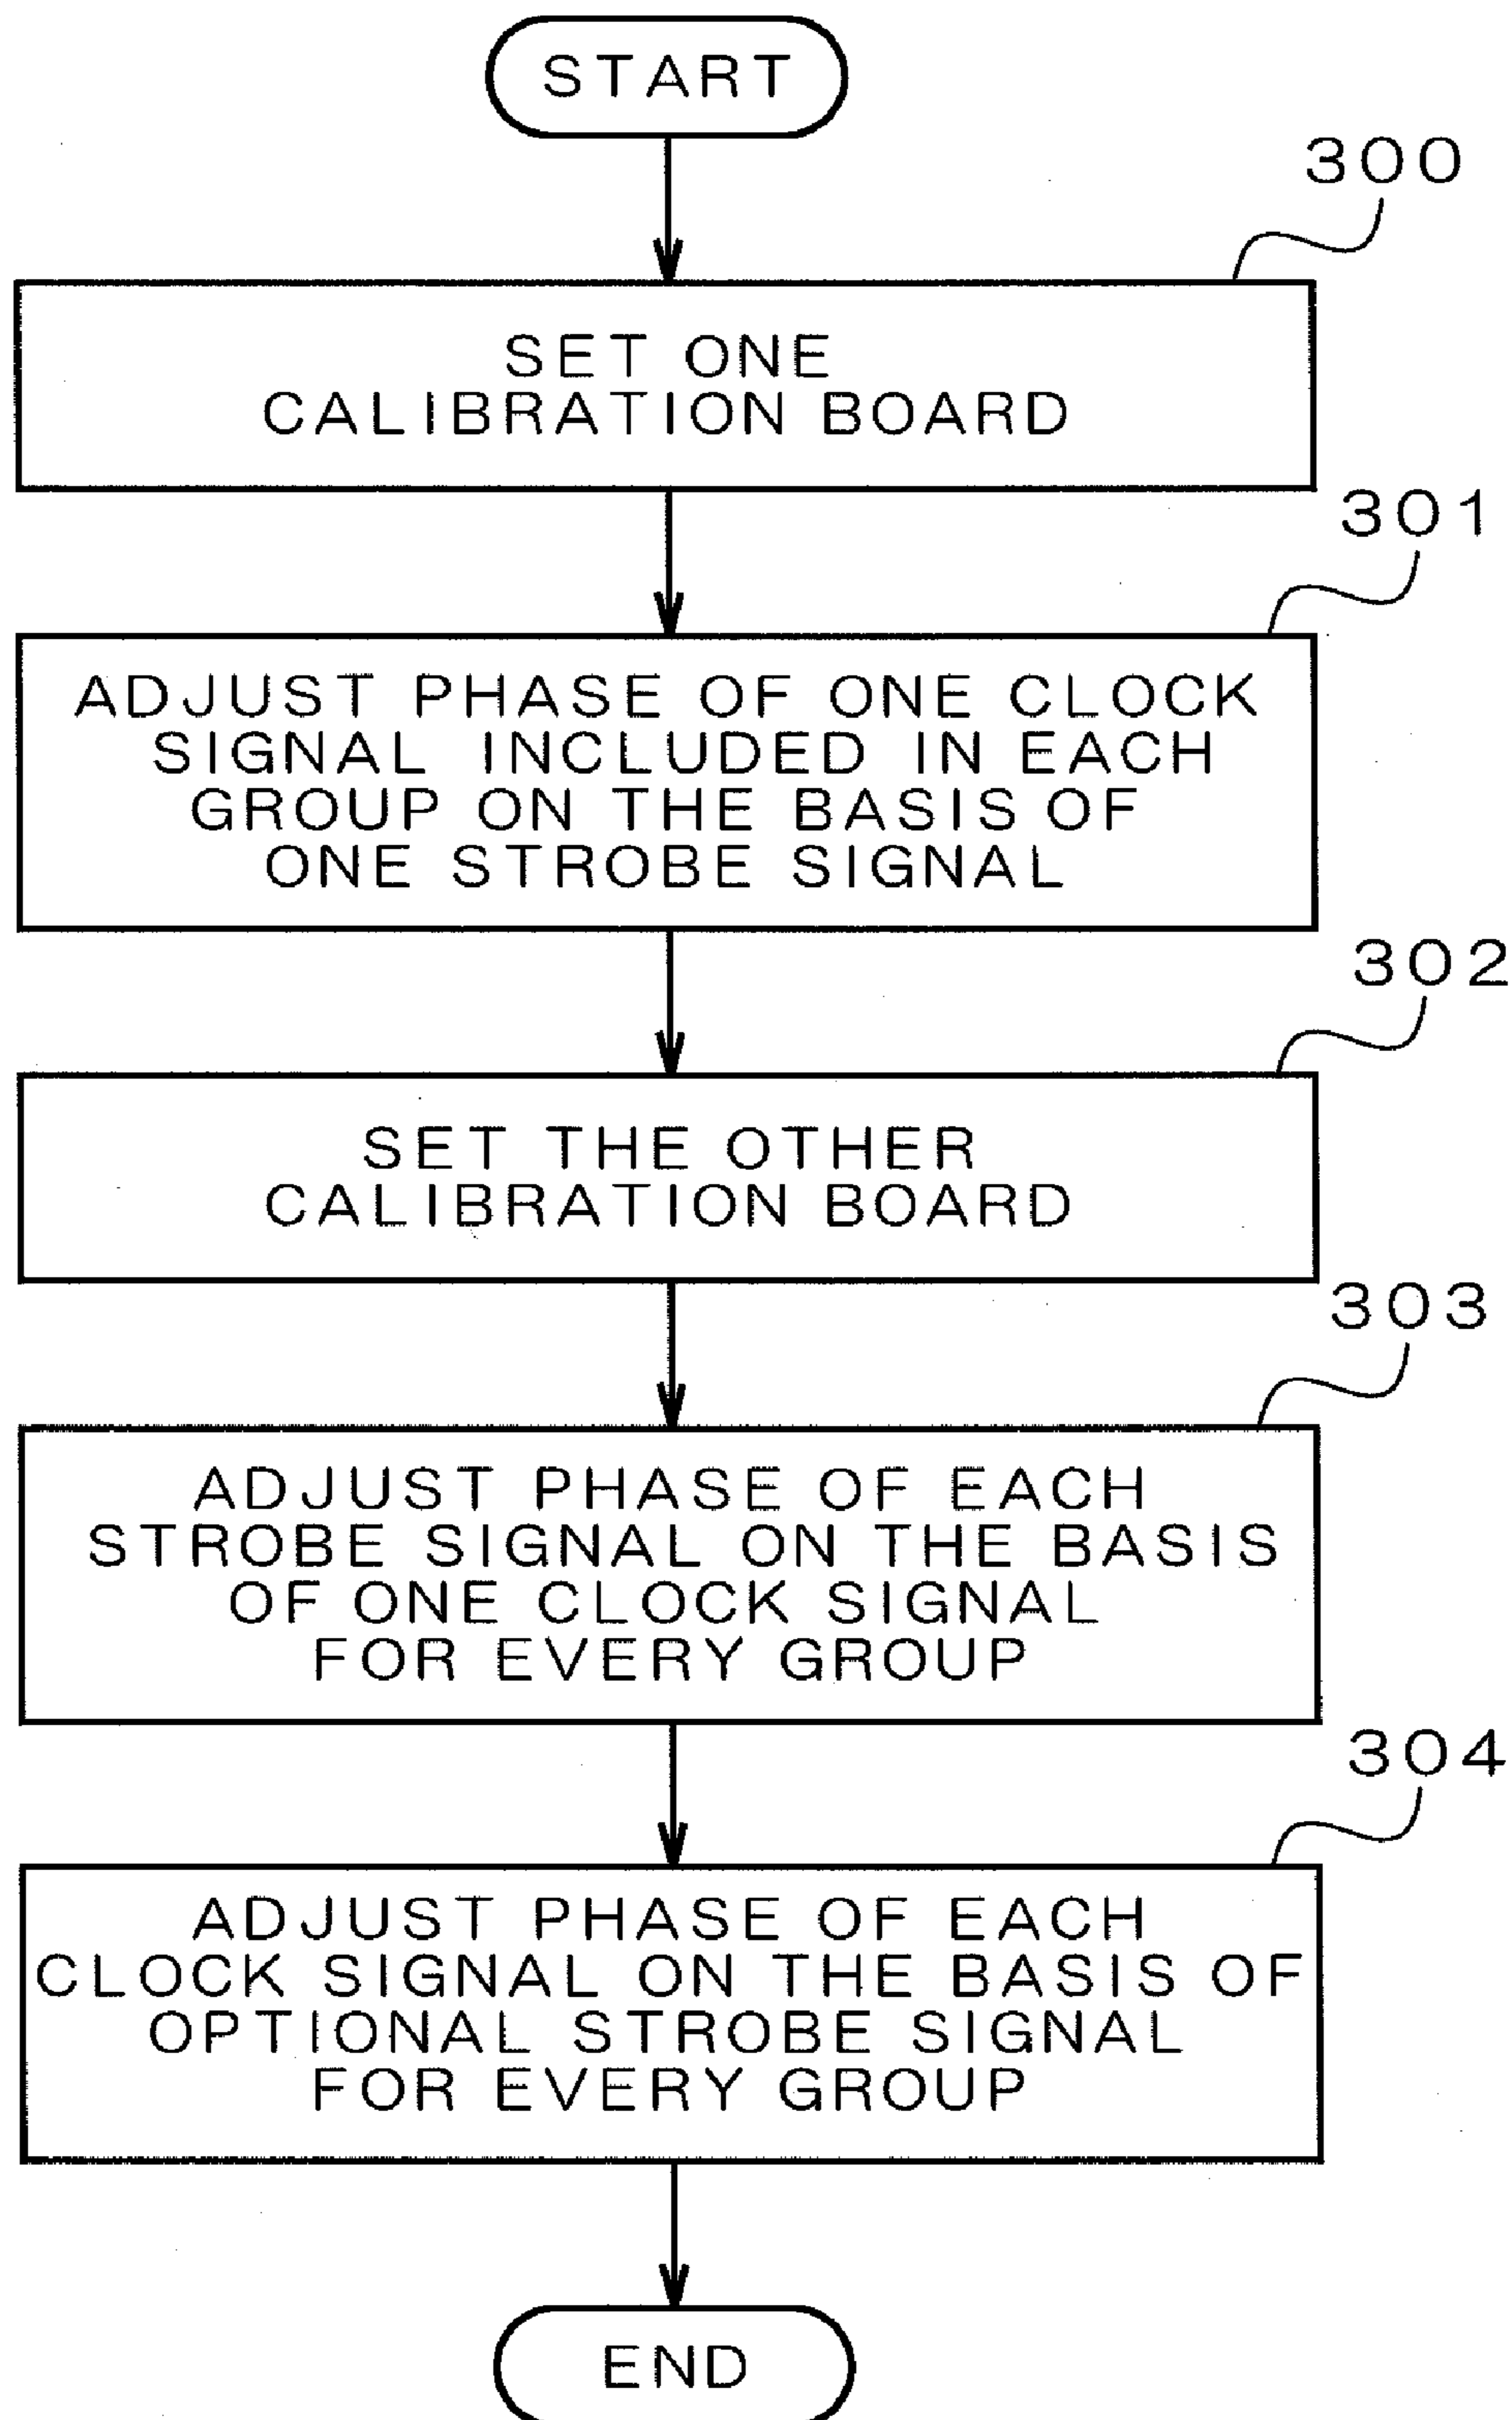 START
300
SET ONE
CALIBRATION BOARD
301
ADJUST PHASE OF ONE CLOCK
SIGNAL INCLUDED IN EACH
GROUP ON THE BASIS OF
ONE STROBE SIGNAL
302
SET THE OTHER
CALIBRATION BOARD
303
ADJUST PHASE OF EACH
STROBE SIGNAL ON THE BASIS
OF ONE CLOCK SIGNAL
FOR EVERY GROUP
304
ADJUST PHASE OF EACH
CLOCK SIGNAL ON THE BASIS OF
OPTIONAL STROBE SIGNAL
FOR EVERY GROUP
END